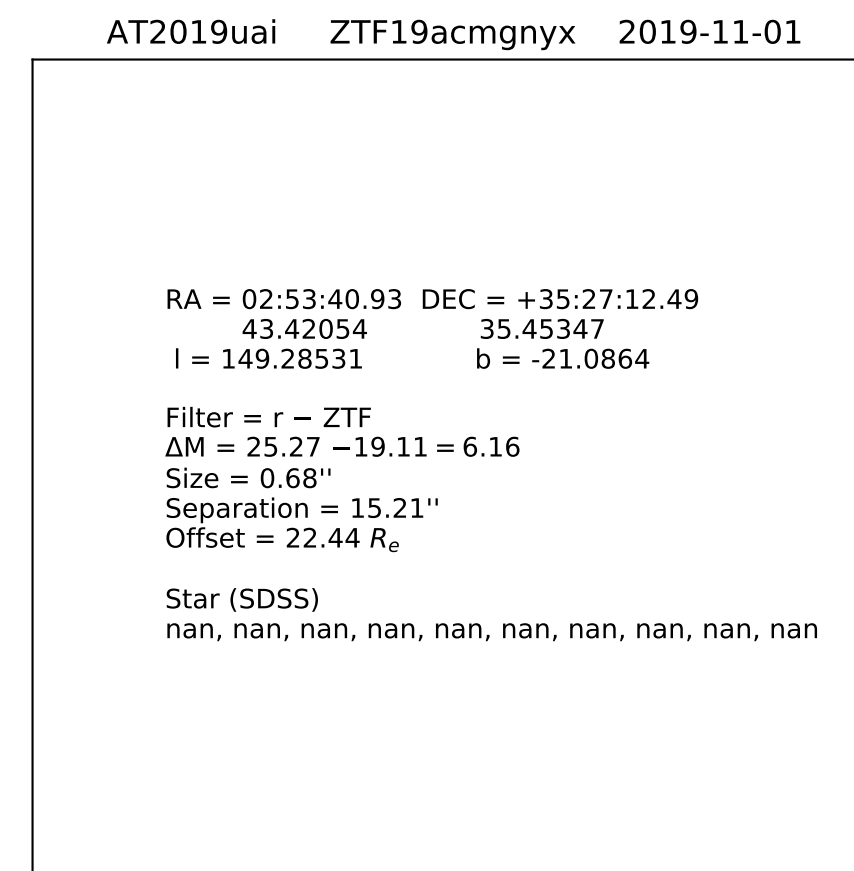 AT2019uai ZTF19acmgnyx 2019-11-01
RA = 02:53:40.93 DEC = +35:27:12.49
43.42054 35.45347
l = 149.28531 b = -21.0864
Filter = r − ZTF
ΔM = 25.27 −19.11 = 6.16
Size = 0.68''
Separation = 15.21''
Offset = 22.44 Re
Star (SDSS)
nan, nan, nan, nan, nan, nan, nan, nan, nan, nan